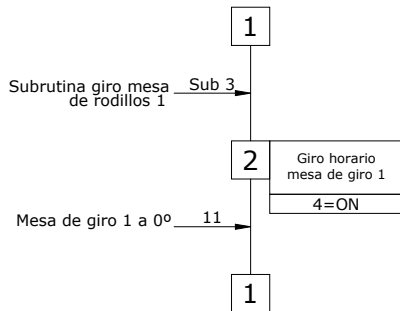 1
Subrutina giro mesa
de rodillos 1
Sub 3
2
Giro horario
mesa de giro 1
4=ON
Mesa de giro 1 a 0º
11
1